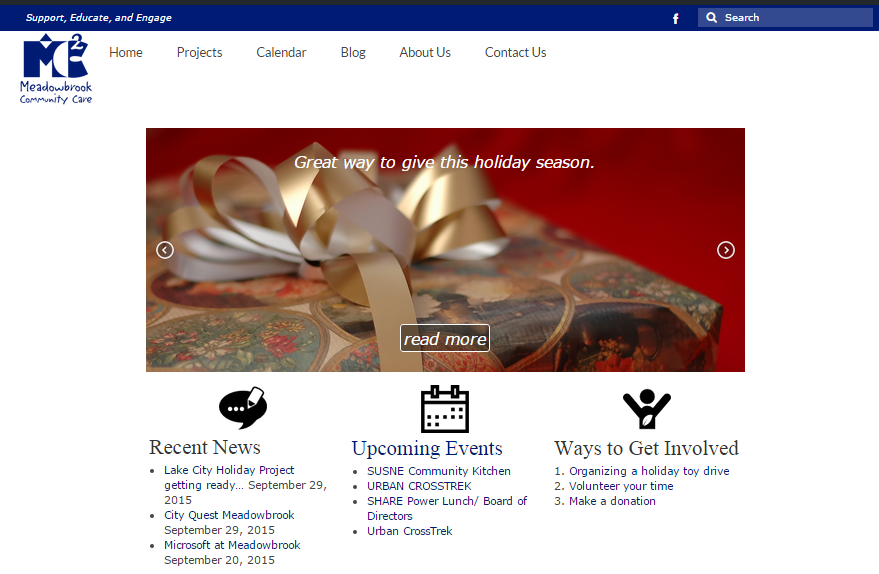 Support, Educate, and Engage
Search
MC2
Meadowbrook
Community Care
Home Projects Calendar Blog About Us Contact Us
Great way to give this holiday season.
read more
Recent News
Lake City Holiday Project
getting ready... September 29,
2015
City Quest Meadowbrook
September 29, 2015
Microsoft at Meadowbrook
September 20, 2015
Upcoming Events
SUSNE Community Kitchen
URBAN CROSSTREK
SHARE Power Lunch/ Board of
Directors
Urban CrossTrek
Ways to Get Involved
1. Organizing a holiday toy drive
2. Volunteer your time
3. Make a donation